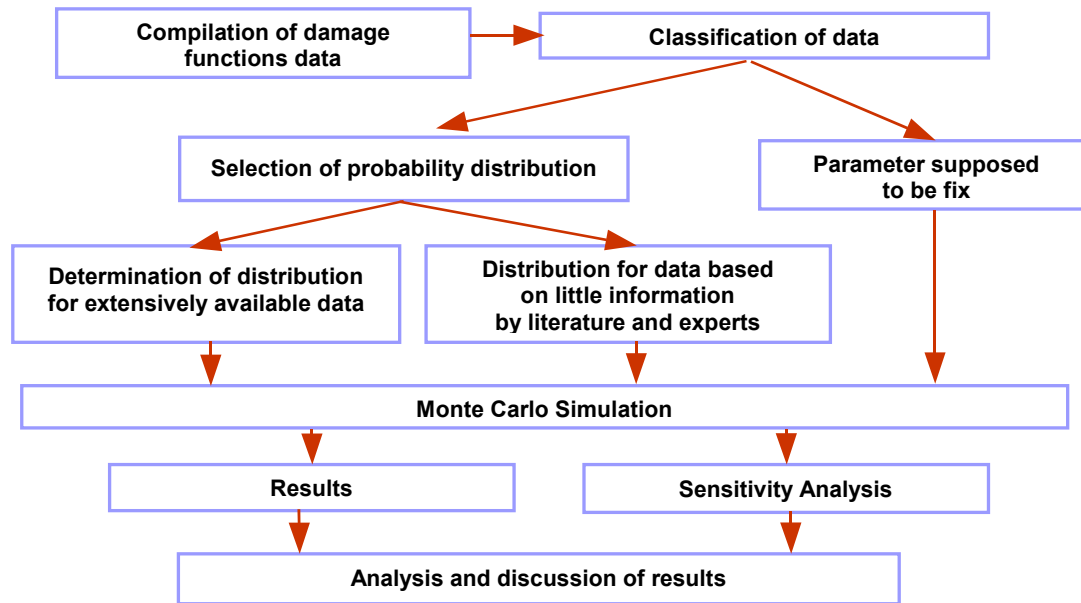 Compilation of damage
functions data
Classification of data
Selection of probability distribution
Parameter supposed
to be fix
Determination of distribution
for extensively available data
Distribution for data based
on little information
by literature and experts
Monte Carlo Simulation
Results
Sensitivity Analysis
Analysis and discussion of results